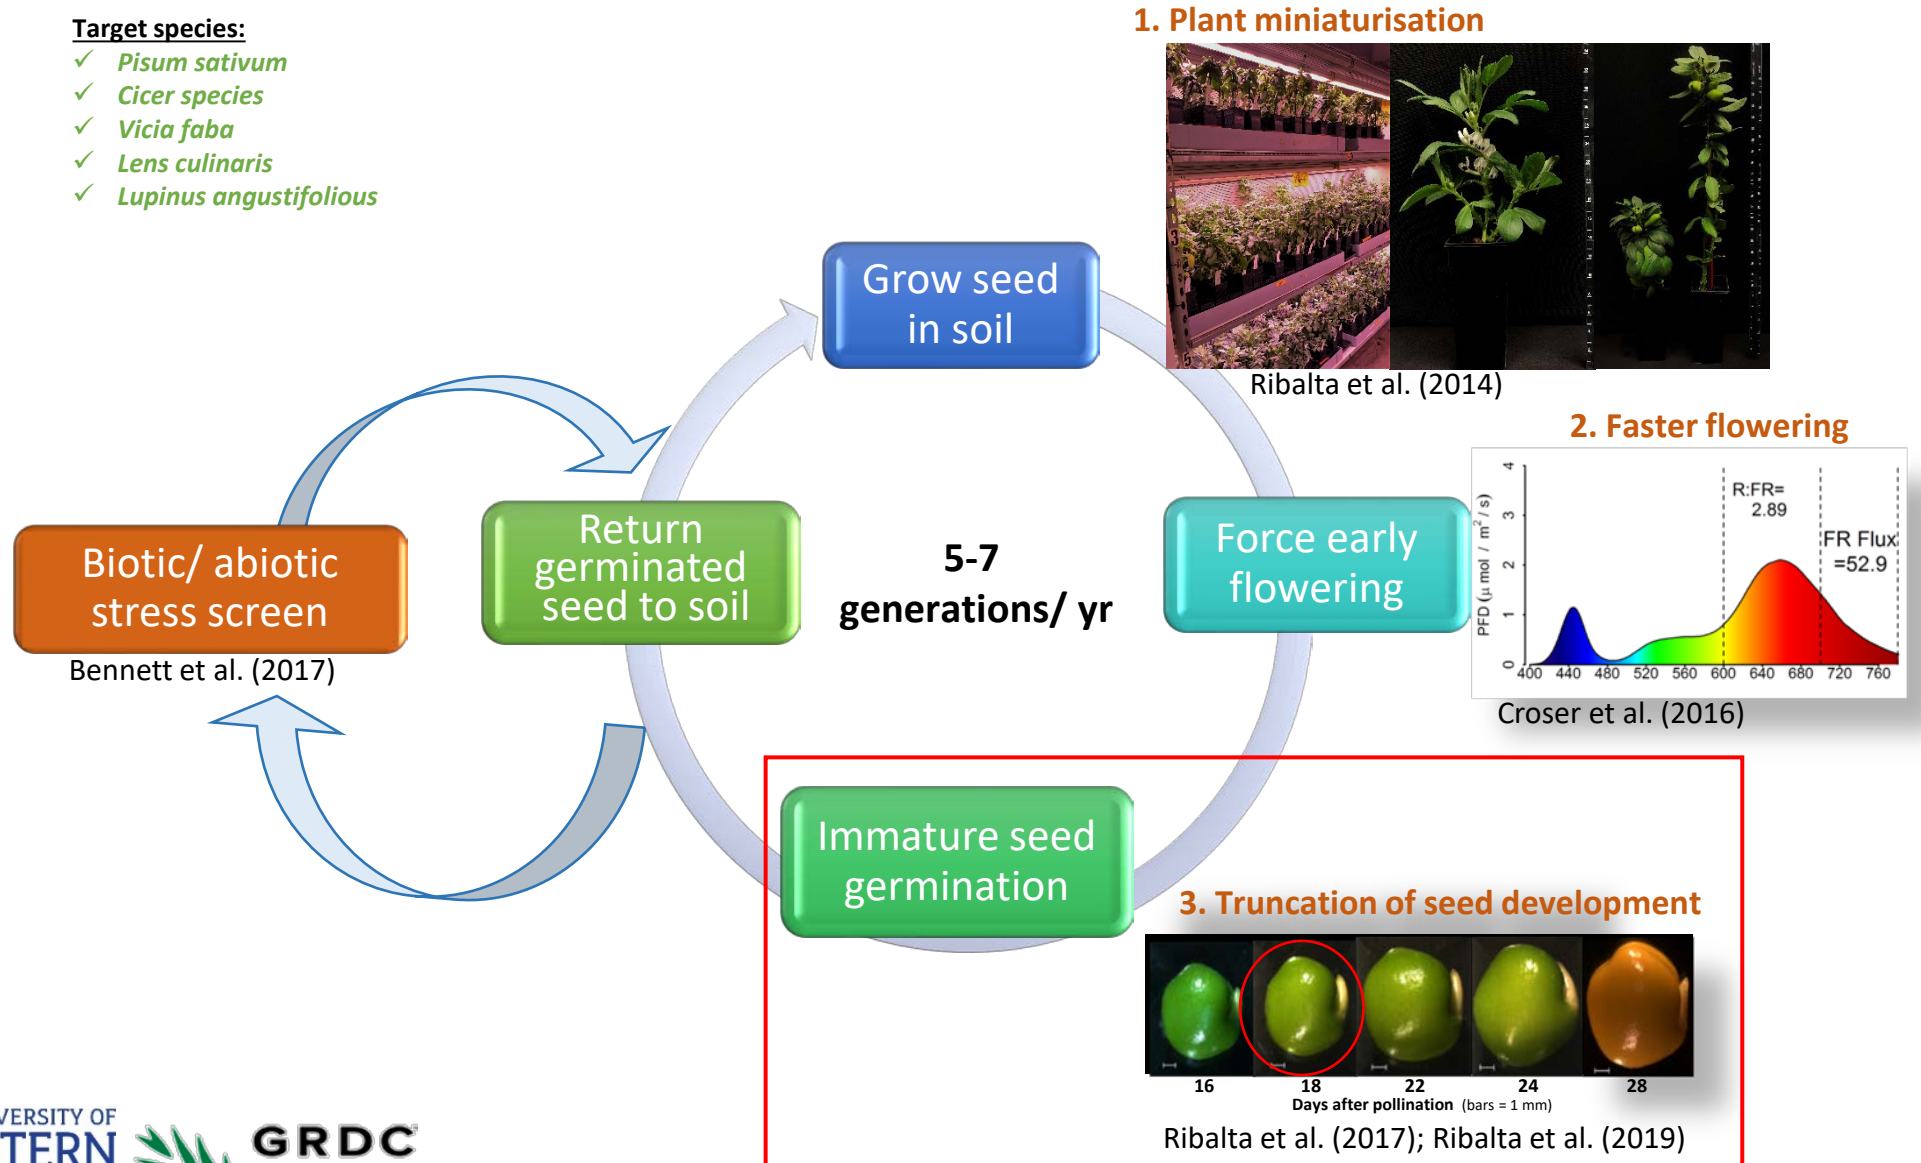 Target species:
✓ Pisum sativum
✓ Cicer species
✓ Vicia faba
✓ Lens culinaris
✓ Lupinus angustifolious
1. Plant miniaturisation
Ribalta et al. (2014)
2. Faster flowering
4
3
2
1
0
PFD (μ mol / m² / s)
R:FR=
2.89
FR Flux
=52.9
400 440 480 520 560 600 640 680 720 760
Croser et al. (2016)
Grow seed
in soil
Force early
flowering
5-7
generations/ yr
Return
germinated
seed to soil
Biotic/ abiotic
stress screen
Bennett et al. (2017)
Immature seed
germination
3. Truncation of seed development
16 18 22 24 28
Days after pollination (bars = 1 mm)
Ribalta et al. (2017); Ribalta et al. (2019)
VERSITY OF
TERN
GRDC